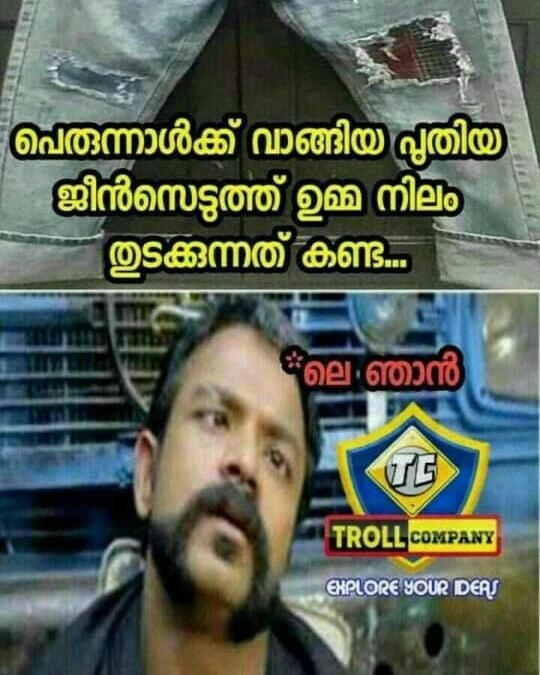 പെരുന്നാൾക്ക് വാങ്ങിയ പുതിയ
ജീൻസെടുത്ത് ഉമ്മ നിലം
തുടക്കുന്നത് കണ്ട...
*ലെ ഞാൻ
TC
TROLL COMPANY
EXPLORE YOUR IDEAS